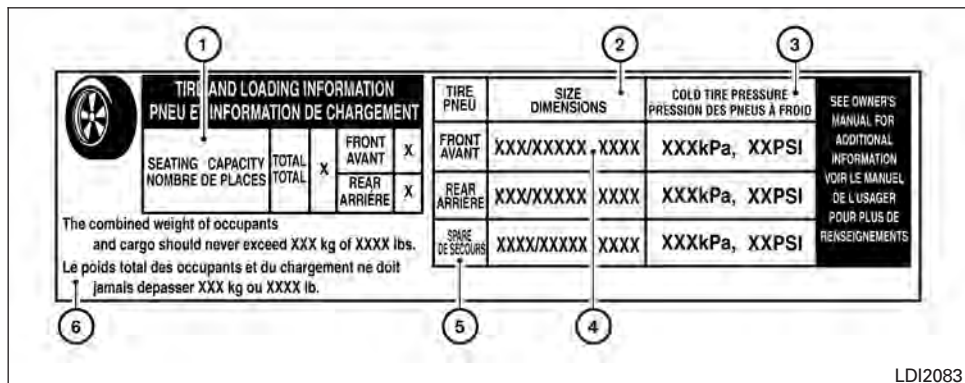 1
2
3
TIRE AND LOADING INFORMATION
PNEU ET INFORMATION DE CHARGEMENT
SEATING CAPACITY
NOMBRE DE PLACES
TOTAL
TOTAL
X
FRONT
AVANT
X
REAR
ARRIÈRE
X
The combined weight of occupants
and cargo should never exceed XXX kg of XXXX lbs.
Le poids total des occupants et du chargement ne doit
jamais depasser XXX kg ou XXXX lb.
TIRE
PNEU
SIZE
DIMENSIONS
COLD TIRE PRESSURE
PRESSION DES PNEUS À FROID
FRONT
AVANT
XXX/XXXXX XXXX
XXXkPa, XXPSI
REAR
ARRIÈRE
XXX/XXXXX XXXX
XXXkPa, XXPSI
SPARE
DE SECOURS
XXXX/XXXXX XXXX
XXXkPa, XXPSI
SEE OWNER'S
MANUAL FOR
ADDITIONAL
INFORMATION
VOIR LE MANUEL
DE L'USAGER
POUR PLUS DE
RENSEIGNEMENTS
6
5
4
LDI2083